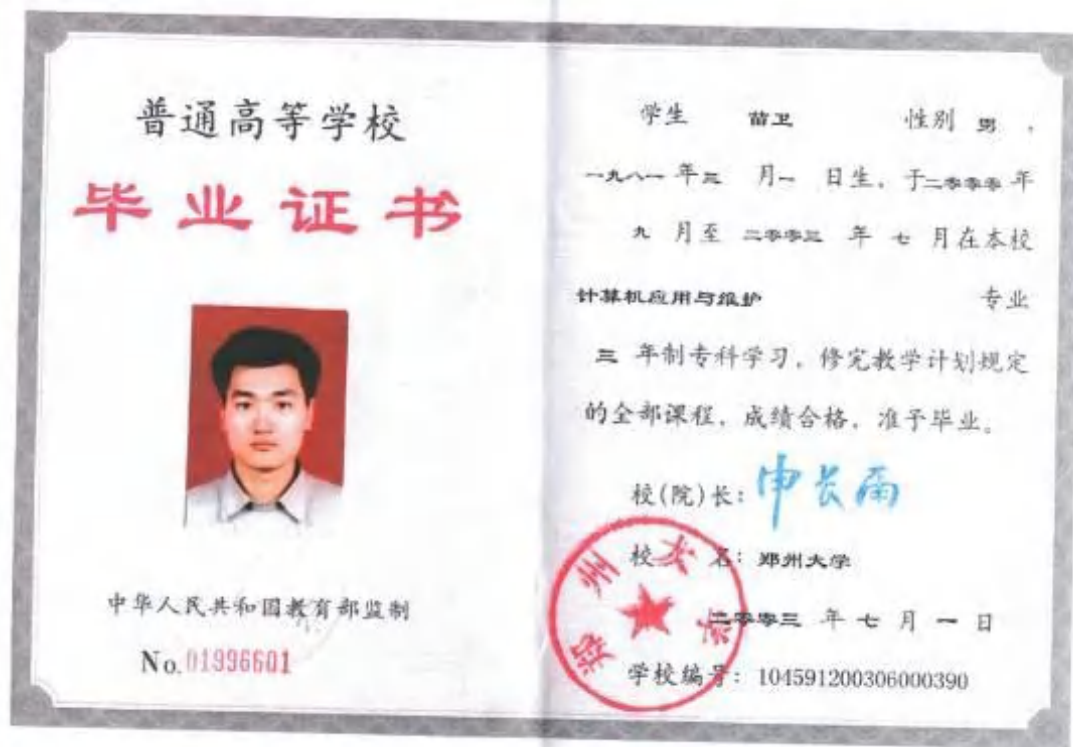 普通高等学校
毕业证书
中华人民共和国教育部监制
No.01996601
学生 苗卫 性别 男,
一九八一 年三 月一 日生,于二零零零 年
九 月至 二零零三 年 七 月在本校
计算机应用与维护 专业
三 年制专科学习,修完教学计划规定
的全部课程,成绩合格,准予毕业。
校(院)长:申长雨
校 名:郑州大学
二零零三 年 七 月 一 日
学校编号:104591200306000390
郑州大学